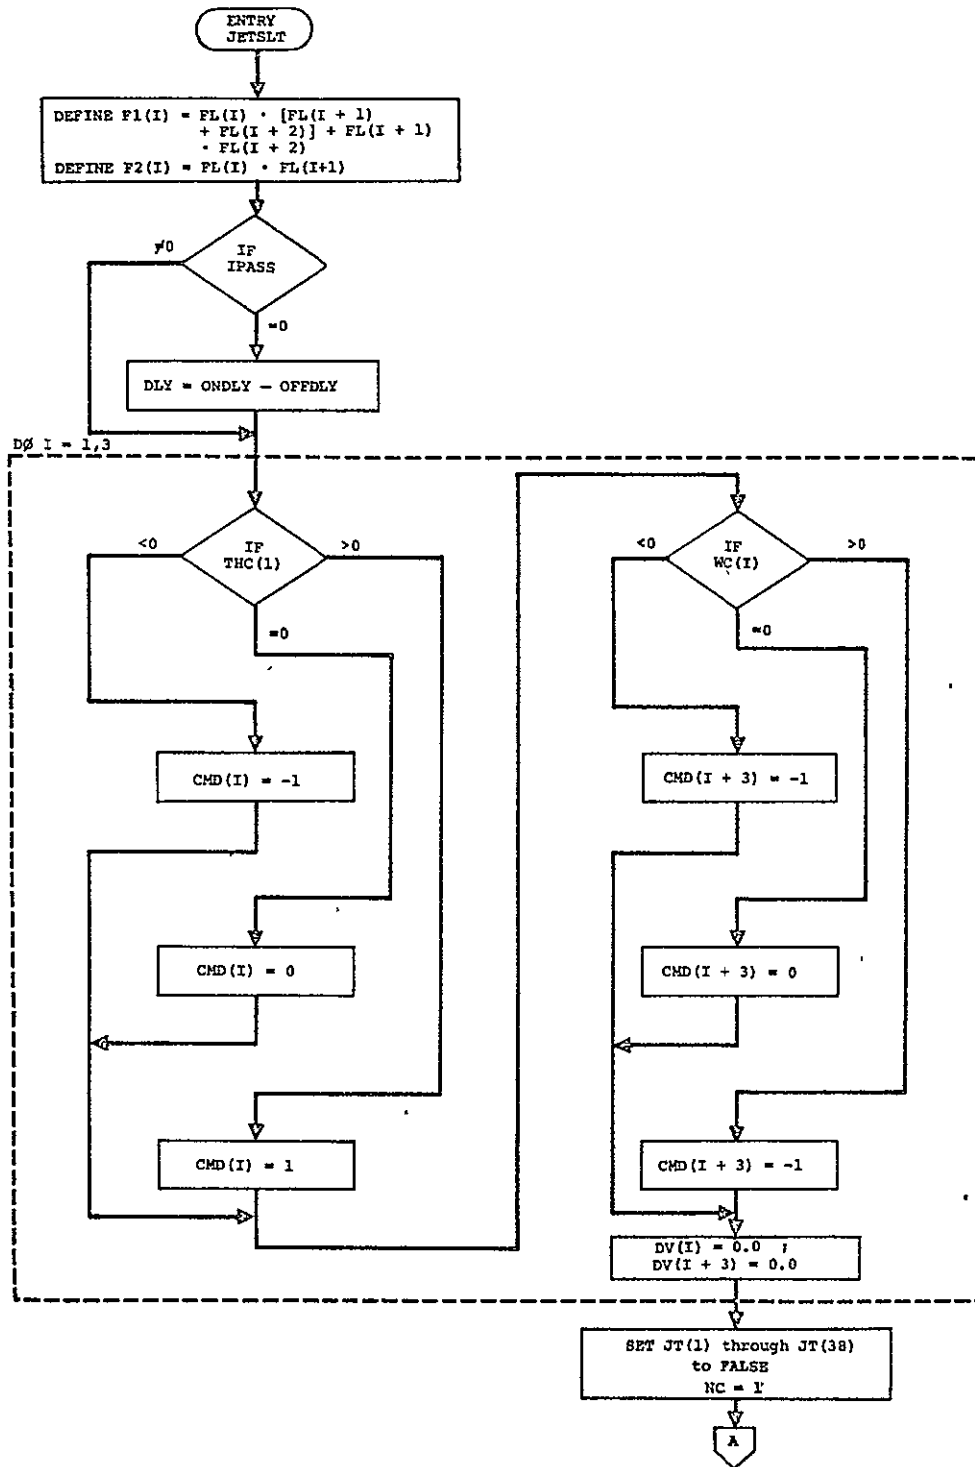 ENTRY
JETSLT
DEFINE F1(I) = FL(I) · [FL(I + 1)
+ FL(I + 2)] + FL(I + 1)
· FL(I + 2)
DEFINE F2(I) = FL(I) · FL(I+1)
≠0
IF
IPASS
=0
DLY = ONDLY - OFFDLY
DØ I = 1,3
<0
IF
THC(1)
>0
=0
CMD(I) = -1
CMD(I) = 0
CMD(I) = 1
<0
IF
WC(I)
>0
=0
CMD(I + 3) = -1
CMD(I + 3) = 0
CMD(I + 3) = -1
DV(I) = 0.0 ;
DV(I + 3) = 0.0
SET JT(1) through JT(38)
to FALSE
NC = 1
A